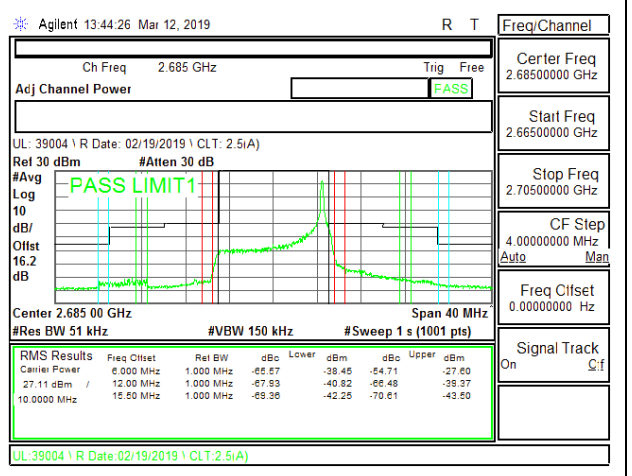 Agilent 13:44:26 Mar 12, 2019 R T
Freq/Channel
Ch Freq 2.685 GHz Trig Free
Adj Channel Power PASS
Center Freq
2.68500000 GHz
Start Freq
2.66500000 GHz
Stop Freq
2.70500000 GHz
CF Step
4.00000000 MHz
Auto Man
Freq Offset
0.00000000 Hz
Signal Track
On Off
UL: 39004 \ R Date: 02/19/2019 \ CLT: 2.5(A)
Ref 30 dBm #Atten 30 dB
#Avg
Log
10
dB/
Offst
16.2
dB
PASS LIMIT1
Center 2.685 00 GHz Span 40 MHz
#Res BW 51 kHz #VBW 150 kHz #Sweep 1 s (1001 pts)
RMS Results Freq Offset Ref BW dBc Lower dBm dBc Upper dBm
Carrier Power 6.000 MHz 1.000 MHz -65.57 -38.45 -54.71 -27.60
27.11 dBm / 12.00 MHz 1.000 MHz -67.93 -40.82 -66.48 -39.37
10.0000 MHz 15.50 MHz 1.000 MHz -69.36 -42.25 -70.61 -43.50
UL:39004 \ R Date:02/19/2019 \ CLT:2.5(A)